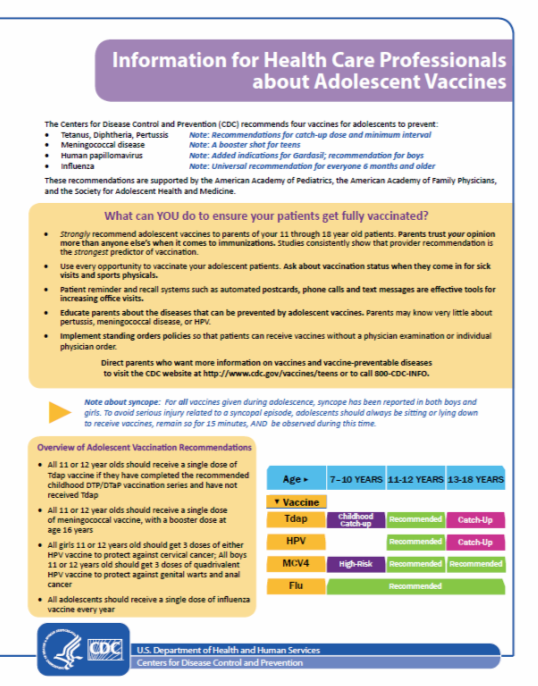 Information for Health Care Professionals
about Adolescent Vaccines
The Centers for Disease Control and Prevention (CDC) recommends four vaccines for adolescents to prevent:
• Tetanus, Diphtheria, Pertussis Note: Recommendations for catch-up dose and minimum interval
• Meningococcal disease Note: A booster shot for teens
• Human papillomavirus Note: Added indications for Gardasil; recommendation for boys
• Influenza Note: Universal recommendation for everyone 6 months and older
These recommendations are supported by the American Academy of Pediatrics, the American Academy of Family Physicians,
and the Society for Adolescent Health and Medicine.
What can YOU do to ensure your patients get fully vaccinated?
• Strongly recommend adolescent vaccines to parents of your 11 through 18 year old patients. Parents trust your opinion
more than anyone else's when it comes to immunizations. Studies consistently show that provider recommendation is
the strongest predictor of vaccination.
• Use every opportunity to vaccinate your adolescent patients. Ask about vaccination status when they come in for sick
visits and sports physicals.
• Patient reminder and recall systems such as automated postcards, phone calls and text messages are effective tools for
increasing office visits.
• Educate parents about the diseases that can be prevented by adolescent vaccines. Parents may know very little about
pertussis, meningococcal disease, or HPV.
• Implement standing orders policies so that patients can receive vaccines without a physician examination or individual
physician order.
Direct parents who want more information on vaccines and vaccine-preventable diseases
to visit the CDC website at http://www.cdc.gov/vaccines/teens or to call 800-CDC-INFO.
Note about syncope: For all vaccines given during adolescence, syncope has been reported in both boys and
girls. To avoid serious injury related to a syncopal episode, adolescents should always be sitting or lying down
to receive vaccines, remain so for 15 minutes, AND be observed during this time.
Overview of Adolescent Vaccination Recommendations
• All 11 or 12 year olds should receive a single dose of
Tdap vaccine if they have completed the recommended
childhood DTP/DTaP vaccination series and have not
received Tdap
• All 11 or 12 year olds should receive a single dose
of meningococcal vaccine, with a booster dose at
age 16 years
• All girls 11 or 12 years old should get 3 doses of either
HPV vaccine to protect against cervical cancer; All boys
11 or 12 years old should get 3 doses of quadrivalent
HPV vaccine to protect against genital warts and anal
cancer
• All adolescents should receive a single dose of influenza
vaccine every year
Age ► 7–10 YEARS 11-12 YEARS 13-18 YEARS
▼ Vaccine
Tdap Childhood Catch-up Recommended Catch-Up
HPV Recommended Catch-Up
MCV4 High-Risk Recommended Recommended
Flu Recommended
CDC
U.S. Department of Health and Human Services
Centers for Disease Control and Prevention